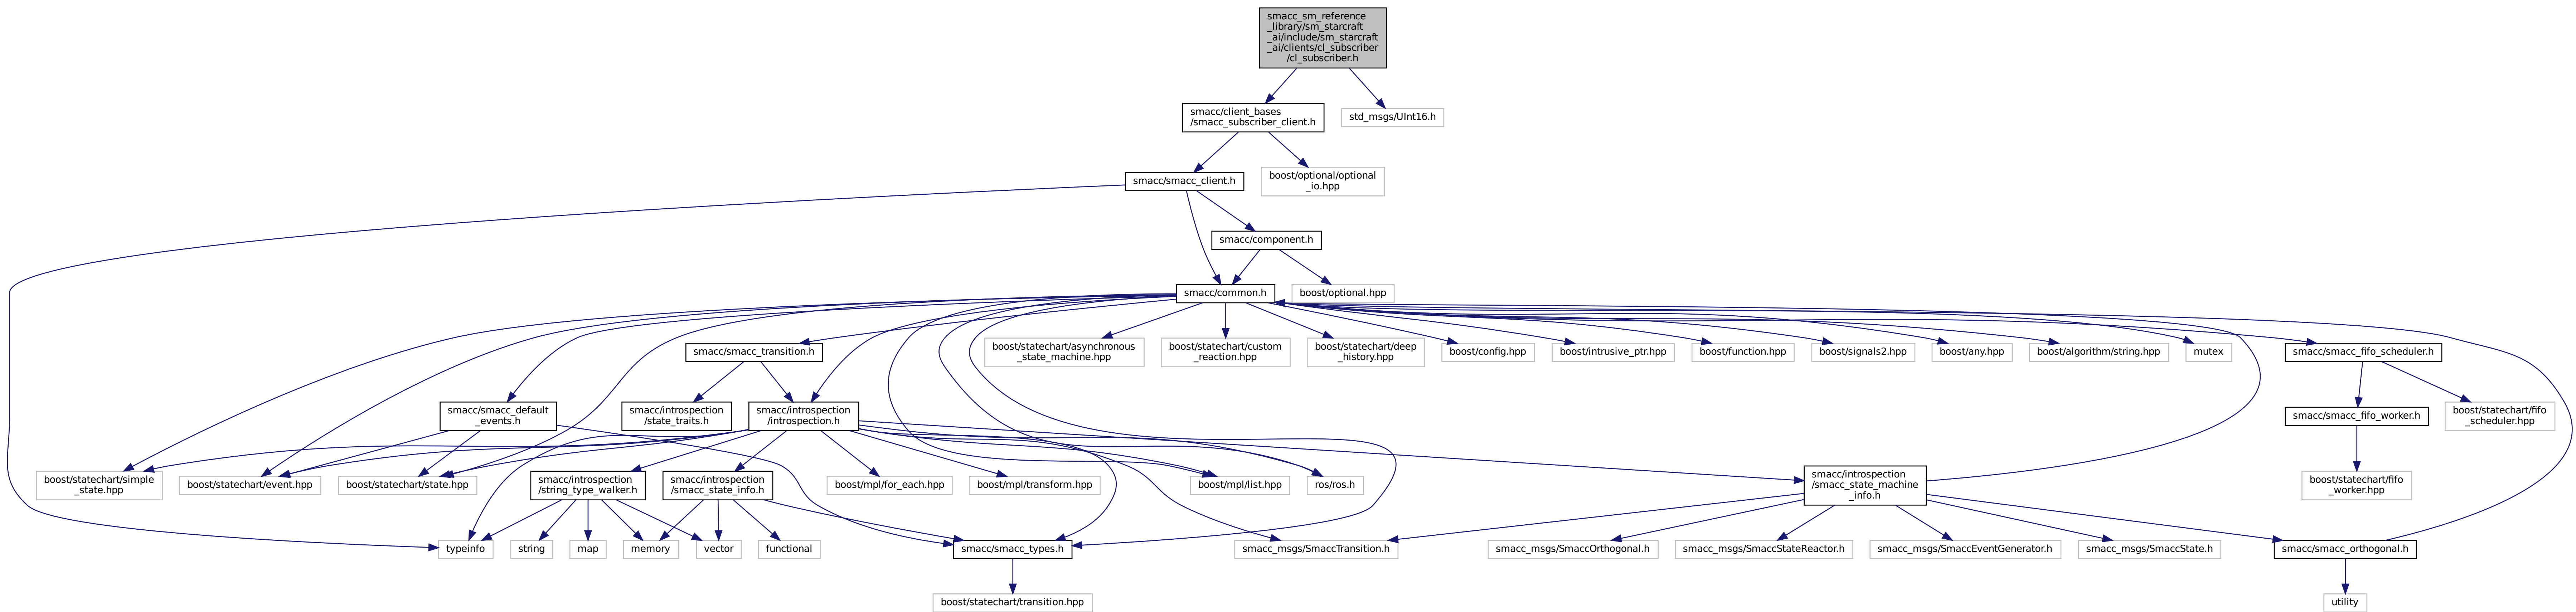 smacc_sm_reference
_library/sm_starcraft
_ai/include/sm_starcraft
_ai/clients/cl_subscriber
/cl_subscriber.h
smacc/client_bases
/smacc_subscriber_client.h
std_msgs/UInt16.h
smacc/smacc_client.h
boost/optional/optional
_io.hpp
smacc/component.h
smacc/common.h
boost/optional.hpp
smacc/smacc_transition.h
boost/statechart/asynchronous
_state_machine.hpp
boost/statechart/custom
_reaction.hpp
boost/statechart/deep
_history.hpp
boost/config.hpp
boost/intrusive_ptr.hpp
boost/function.hpp
boost/signals2.hpp
boost/any.hpp
boost/algorithm/string.hpp
mutex
smacc/smacc_fifo_scheduler.h
smacc/smacc_default
_events.h
smacc/introspection
/state_traits.h
smacc/introspection
/introspection.h
smacc/smacc_fifo_worker.h
boost/statechart/fifo
_scheduler.hpp
boost/statechart/simple
_state.hpp
boost/statechart/event.hpp
boost/statechart/state.hpp
smacc/introspection
/string_type_walker.h
smacc/introspection
/smacc_state_info.h
boost/mpl/for_each.hpp
boost/mpl/transform.hpp
boost/mpl/list.hpp
ros/ros.h
smacc/introspection
/smacc_state_machine
_info.h
boost/statechart/fifo
_worker.hpp
typeinfo
string
map
memory
vector
functional
smacc/smacc_types.h
smacc_msgs/SmaccTransition.h
smacc_msgs/SmaccOrthogonal.h
smacc_msgs/SmaccStateReactor.h
smacc_msgs/SmaccEventGenerator.h
smacc_msgs/SmaccState.h
smacc/smacc_orthogonal.h
boost/statechart/transition.hpp
utility